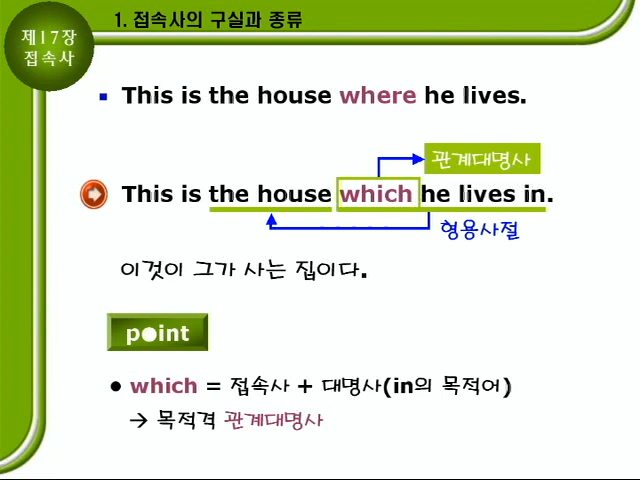 1. 접속사의 구실과 종류
제17장
접속사
This is the house where he lives.
관계대명사
This is the house which he lives in.
형용사절
이것이 그가 사는 집이다.
point
which = 접속사 + 대명사(in의 목적어)
→ 목적격 관계대명사